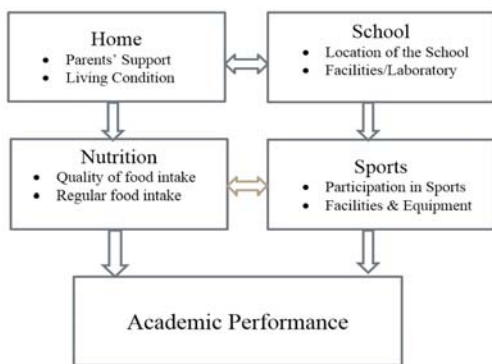 Home
• Parents' Support
• Living Condition
School
• Location of the School
• Facilities/Laboratory
Nutrition
• Quality of food intake
• Regular food intake
Sports
• Participation in Sports
• Facilities & Equipment
Academic Performance